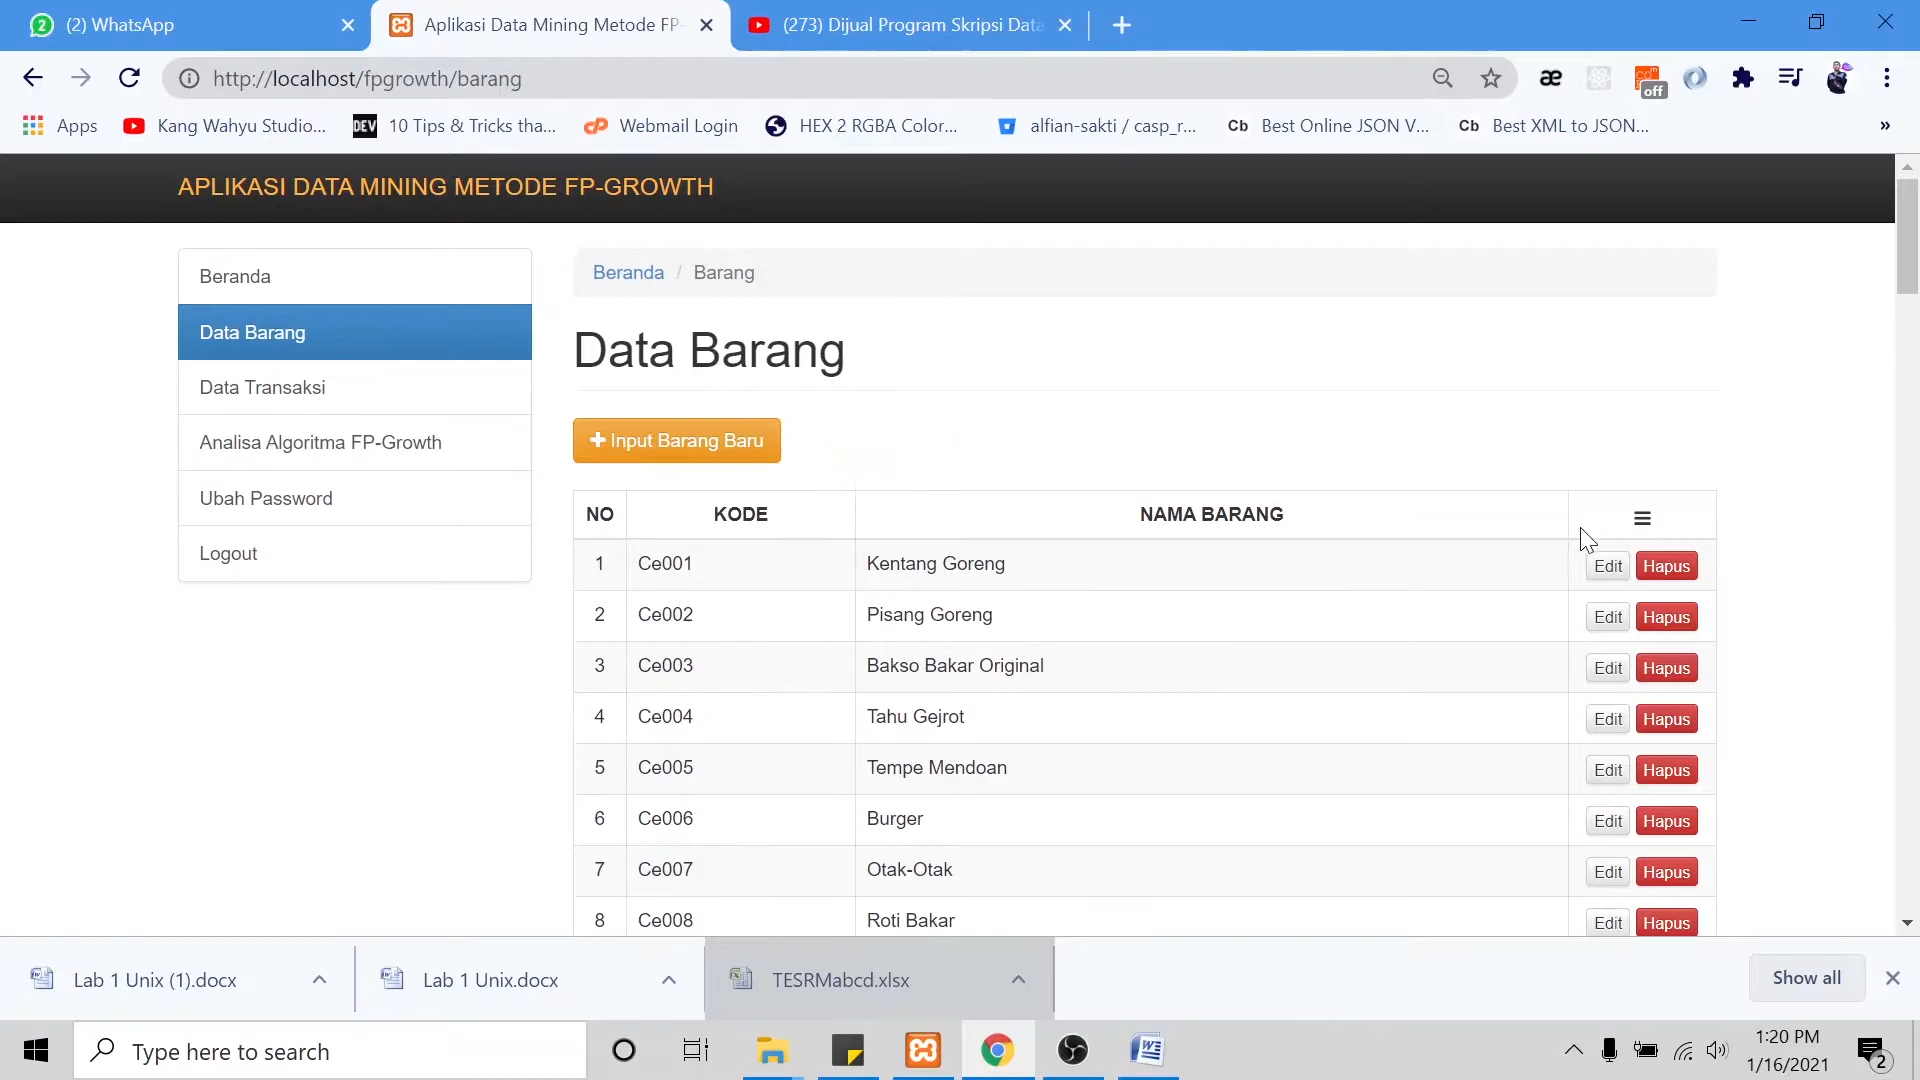 (2) WhatsApp
Aplikasi Data Mining Metode FP-
(273) Dijual Program Skripsi Data
http://localhost/fpgrowth/barang
off
Apps
Kang Wahyu Studio...
DEV
10 Tips & Tricks tha...
Webmail Login
HEX 2 RGBA Color...
alfian-sakti / casp_r...
Cb
Best Online JSON V...
Cb
Best XML to JSON...
»
APLIKASI DATA MINING METODE FP-GROWTH
Beranda
Data Barang
Data Transaksi
Analisa Algoritma FP-Growth
Ubah Password
Logout
Beranda / Barang
Data Barang
Input Barang Baru
NO KODE NAMA BARANG
1 Ce001 Kentang Goreng Edit Hapus
2 Ce002 Pisang Goreng Edit Hapus
3 Ce003 Bakso Bakar Original Edit Hapus
4 Ce004 Tahu Gejrot Edit Hapus
5 Ce005 Tempe Mendoan Edit Hapus
6 Ce006 Burger Edit Hapus
7 Ce007 Otak-Otak Edit Hapus
8 Ce008 Roti Bakar Edit Hapus
Lab 1 Unix (1).docx
Lab 1 Unix.docx
TESRMabcd.xlsx
Show all
Type here to search
1:20 PM
1/16/2021
2